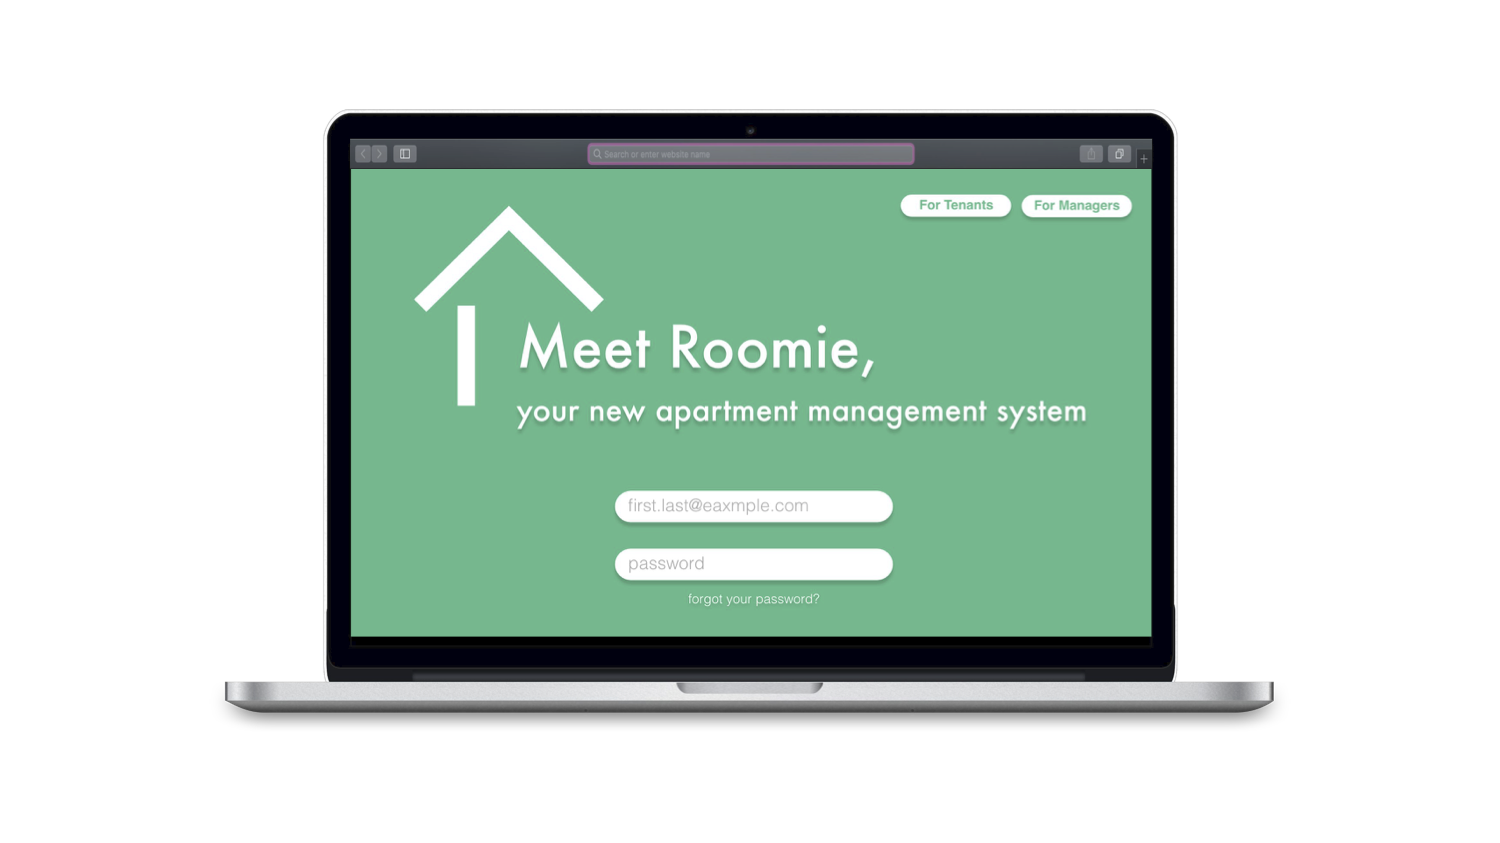 Search or enter website name
For Tenants
For Managers
Meet Roomie,
your new apartment management system
first.last@eaxmple.com
password
forgot your password?